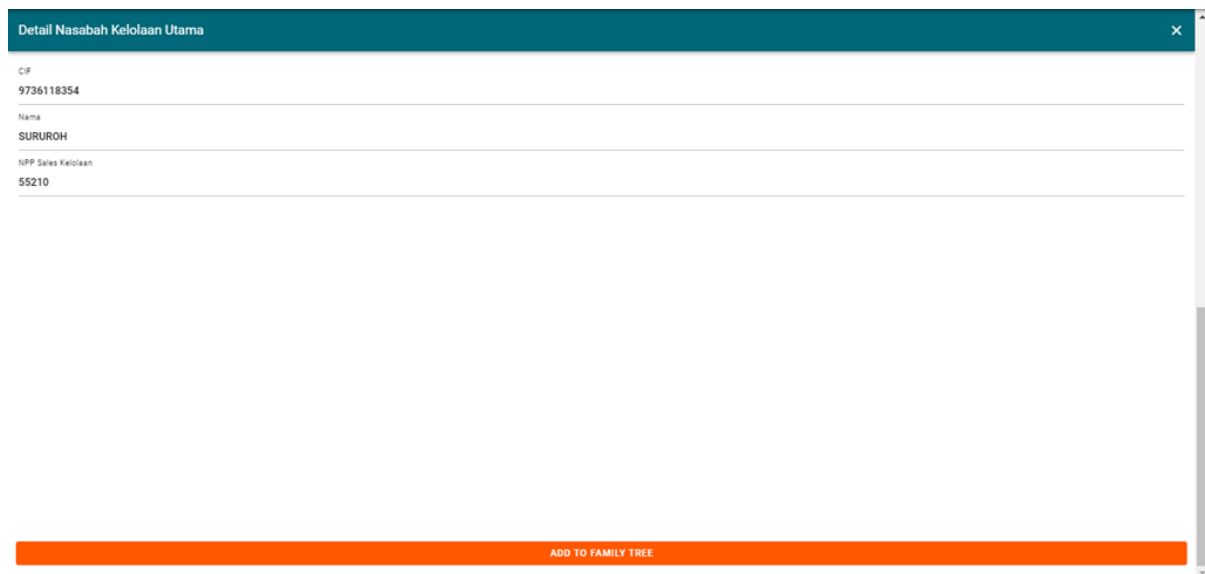 Detail Nasabah Kelolaan Utama
CIF
9736118354
Nama
SURUROH
NPP Sales Kelolaan
55210
ADD TO FAMILY TREE